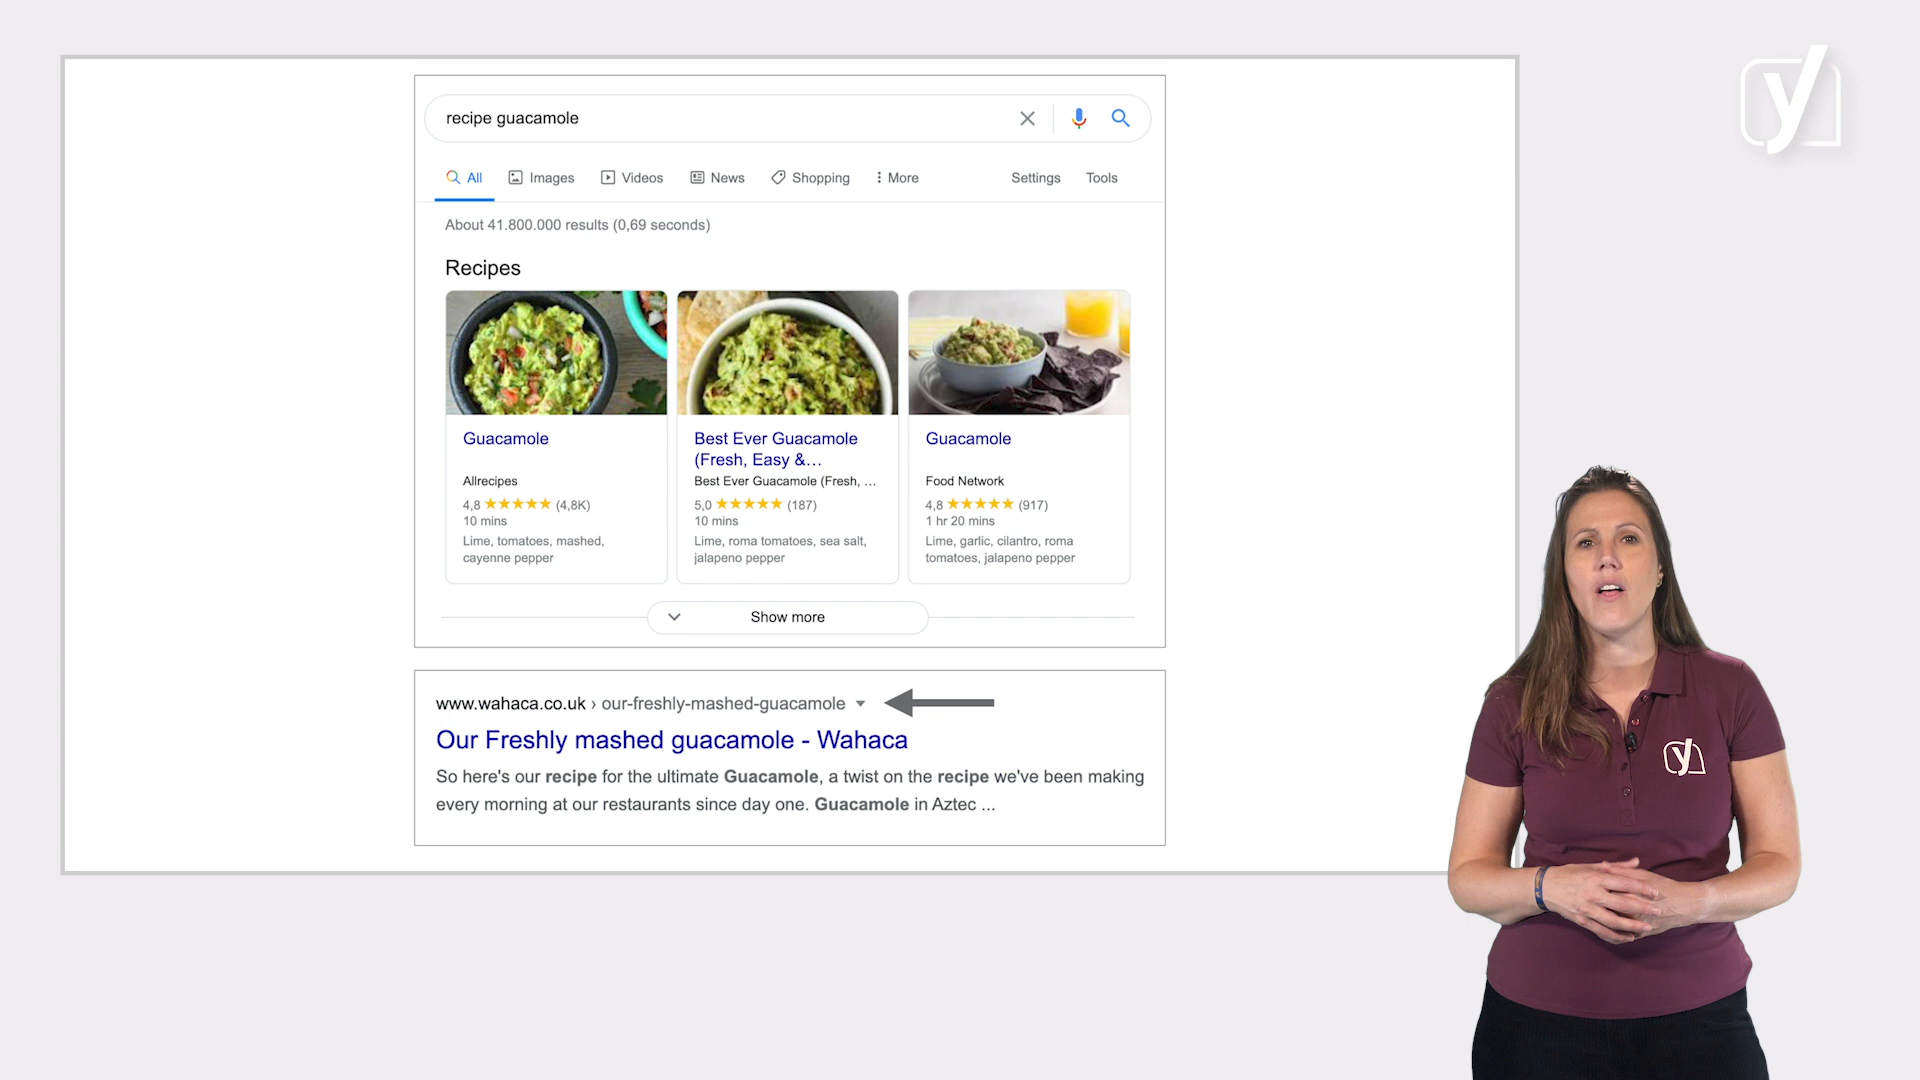 recipe guacamole
All Images Videos News Shopping More Settings Tools
About 41.800.000 results (0,69 seconds)
Recipes
Guacamole
Allrecipes
4,8 (4,8K)
10 mins
Lime, tomatoes, mashed,
cayenne pepper
Best Ever Guacamole
(Fresh, Easy &...
Best Ever Guacamole (Fresh, ...
5,0 (187)
10 mins
Lime, roma tomatoes, sea salt,
jalapeno pepper
Guacamole
Food Network
4,8 (917)
1 hr 20 mins
Lime, garlic, cilantro, roma
tomatoes, jalapeno pepper
Show more
www.wahaca.co.uk › our-freshly-mashed-guacamole
Our Freshly mashed guacamole - Wahaca
So here's our recipe for the ultimate Guacamole, a twist on the recipe we've been making
every morning at our restaurants since day one. Guacamole in Aztec ...
y
y